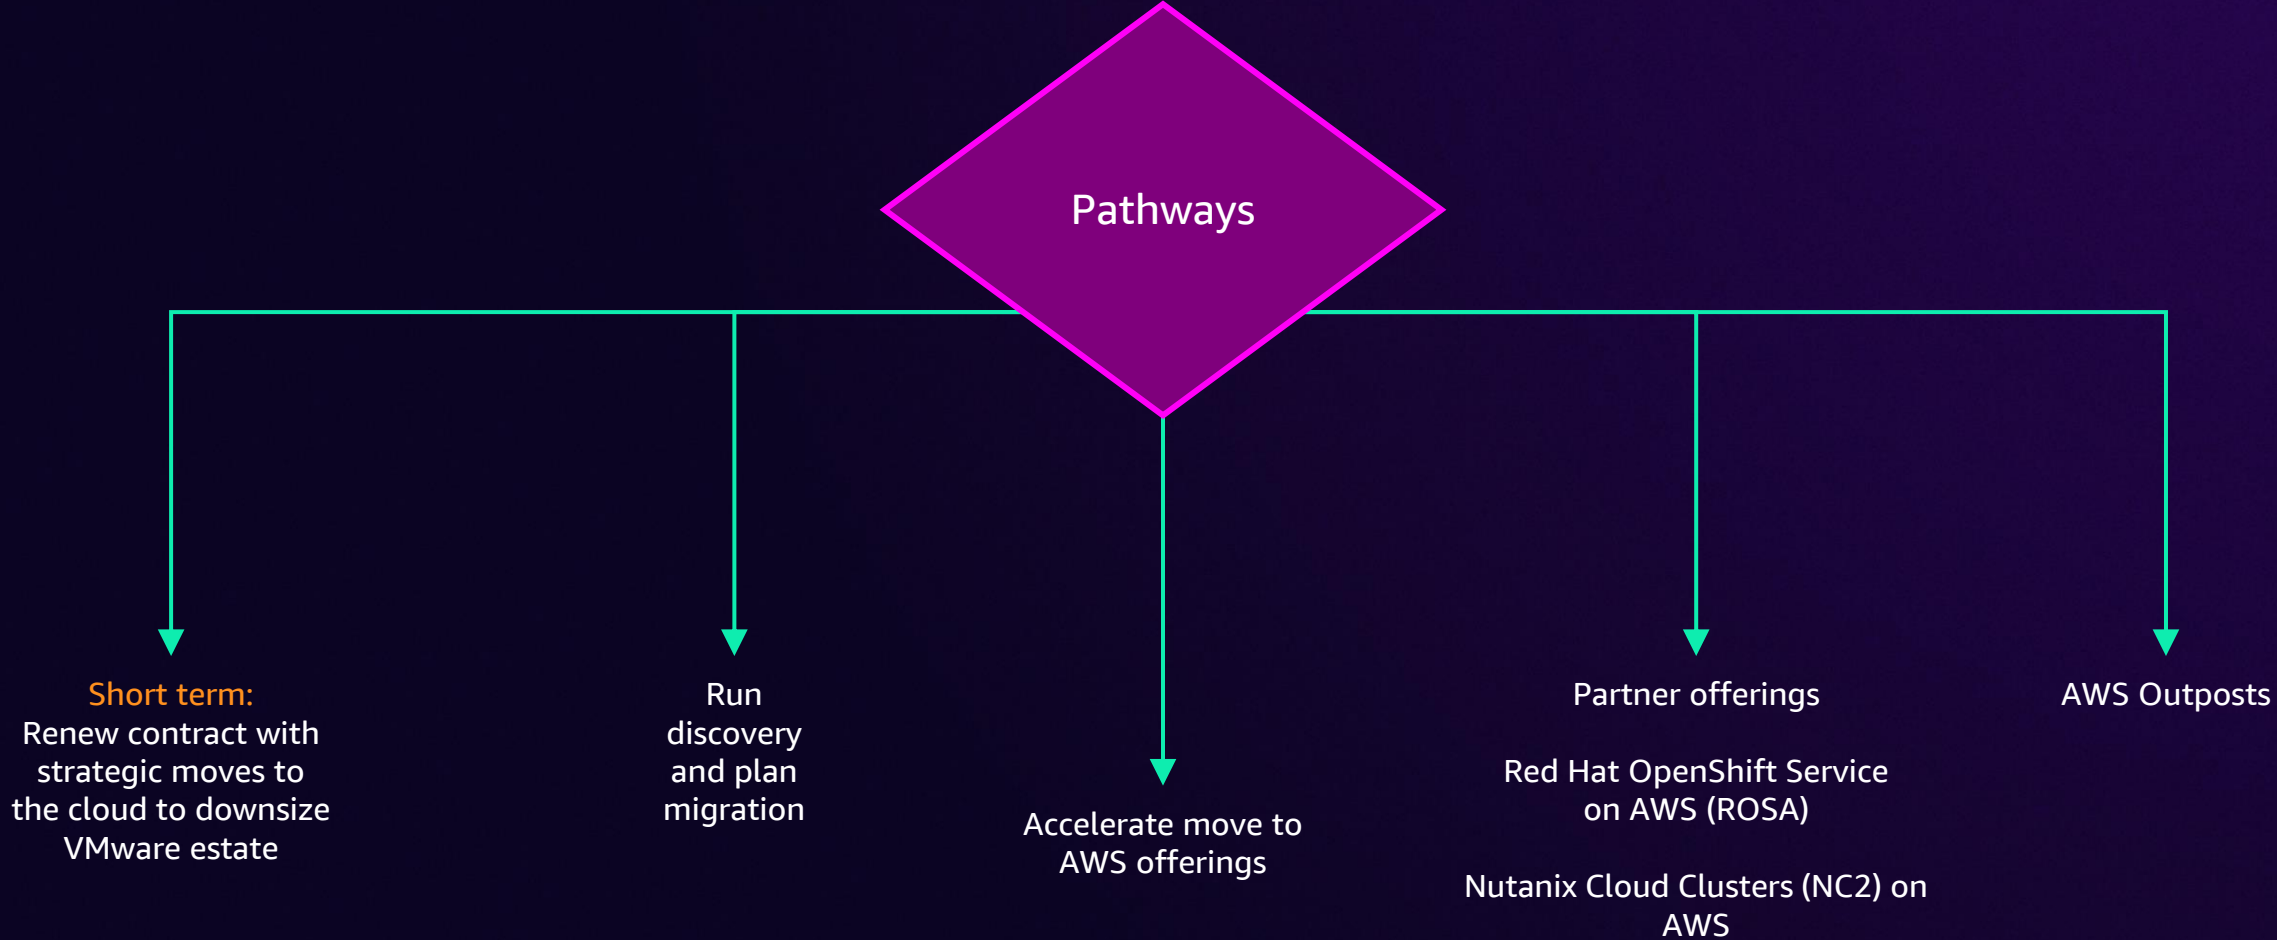 Pathways
Short term:
Renew contract with
strategic moves to
the cloud to downsize
VMware estate
Run
discovery
and plan
migration
Accelerate move to
AWS offerings
Partner offerings
Red Hat OpenShift Service
on AWS (ROSA)
Nutanix Cloud Clusters (NC2) on
AWS
AWS Outposts